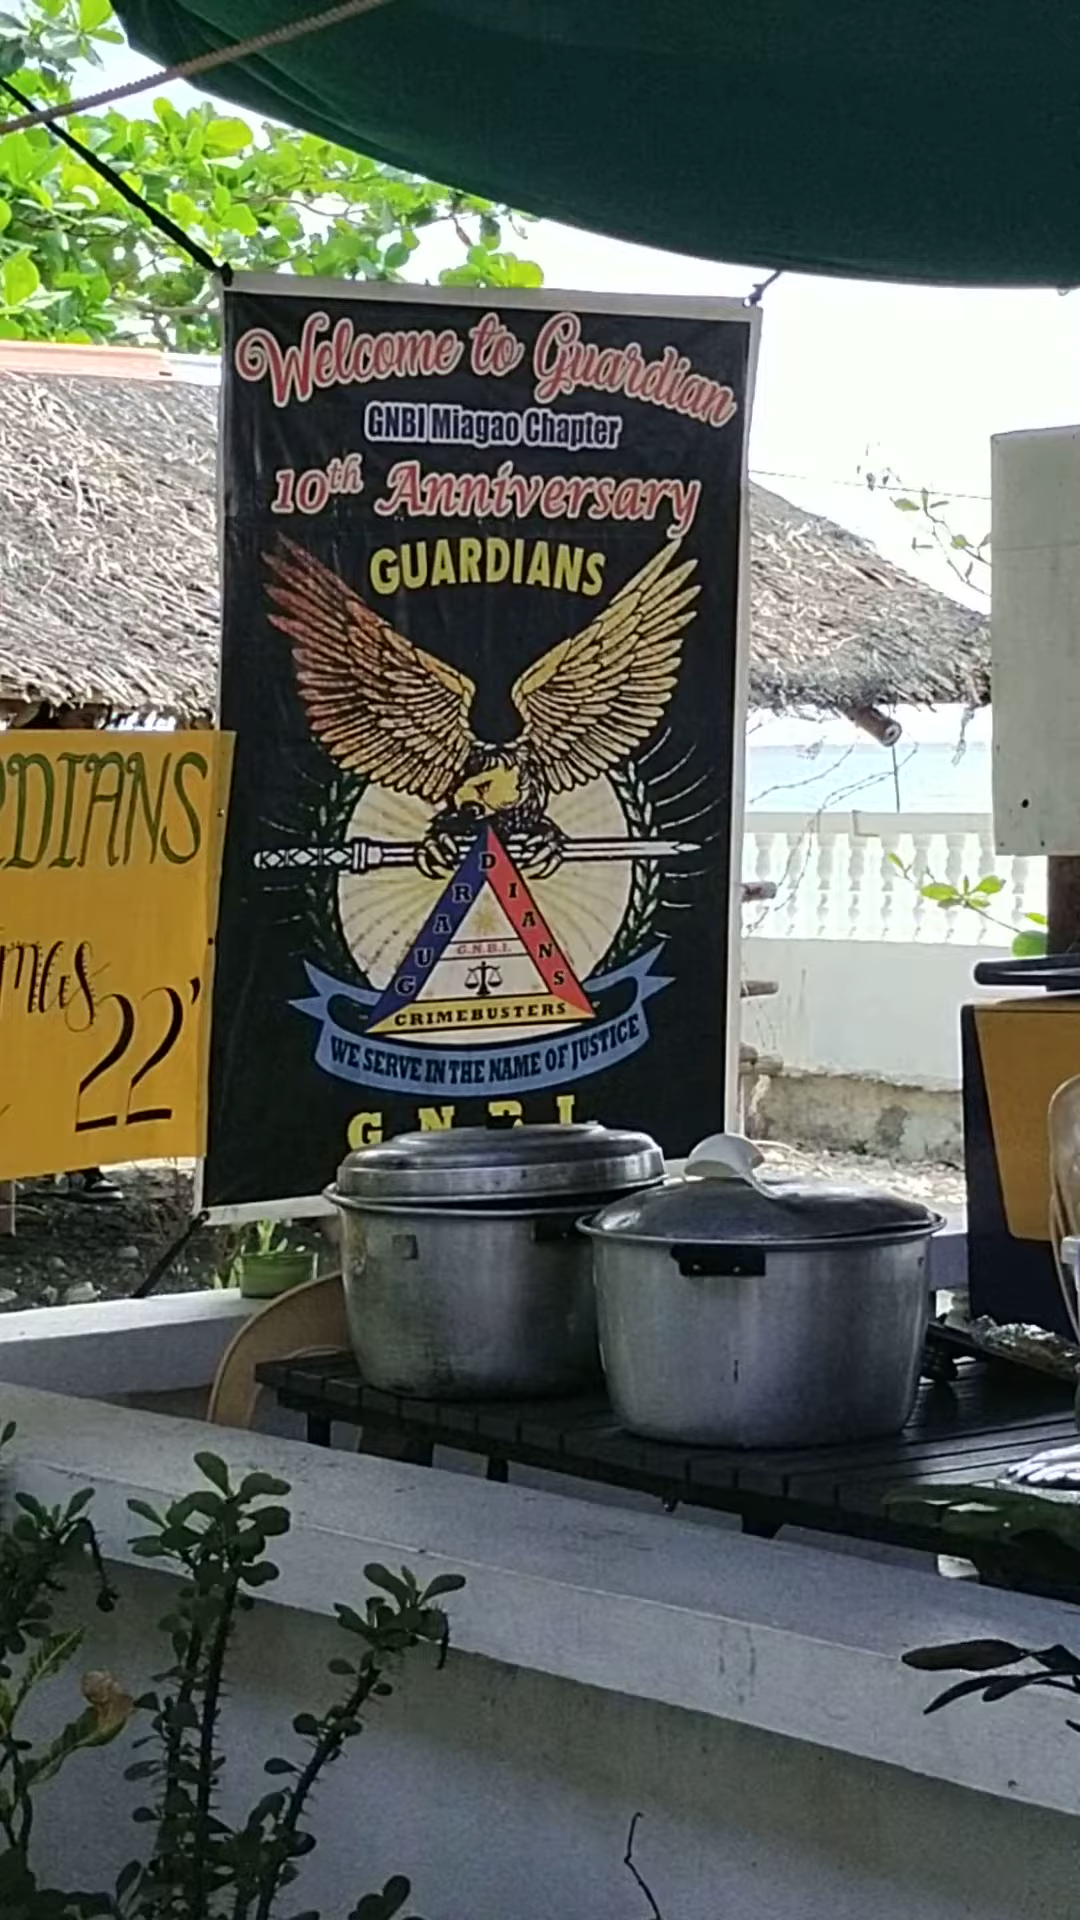 Welcome to Guardian
GNBI Miagao Chapter
10th Anniversary
GUARDIANS
GUARDIANS
G.N.B.I.
CRIMEBUSTERS
WE SERVE IN THE NAME OF JUSTICE
G.N.B.I.
DIANS
22'